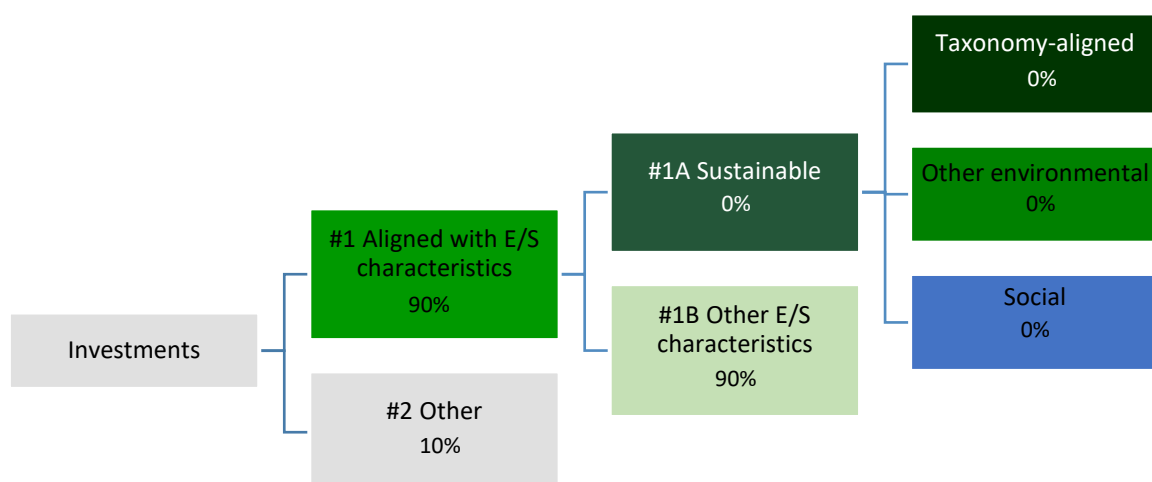 Investments
#1 Aligned with E/S
characteristics
90%
#2 Other
10%
#1A Sustainable
0%
#1B Other E/S
characteristics
90%
Taxonomy-aligned
0%
Other environmental
0%
Social
0%